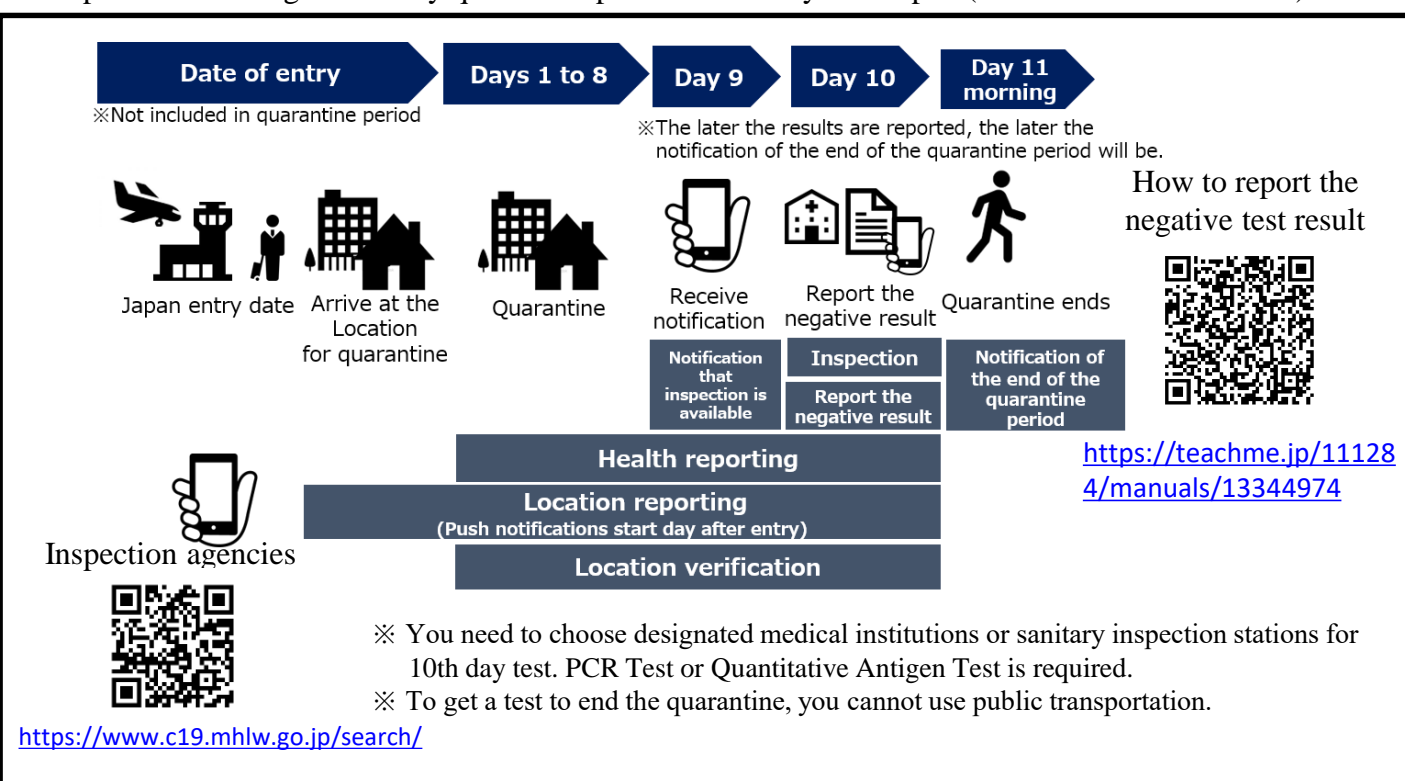 Date of entry
Days 1 to 8
Day 9
Day 10
Day 11
morning
※Not included in quarantine period
※The later the results are reported, the later the
notification of the end of the quarantine period will be.
How to report the
negative test result
Japan entry date
Arrive at the
Location
for quarantine
Quarantine
Receive
notification
Report the
negative result
Quarantine ends
Notification
that
inspection is
available
Inspection
Report the
negative result
Notification of
the end of the
quarantine
period
https://teachme.jp/11128
4/manuals/13344974
Health reporting
Location reporting
(Push notifications start day after entry)
Location verification
Inspection agencies
※ You need to choose designated medical institutions or sanitary inspection stations for
10th day test. PCR Test or Quantitative Antigen Test is required.
※ To get a test to end the quarantine, you cannot use public transportation.
https://www.c19.mhlw.go.jp/search/